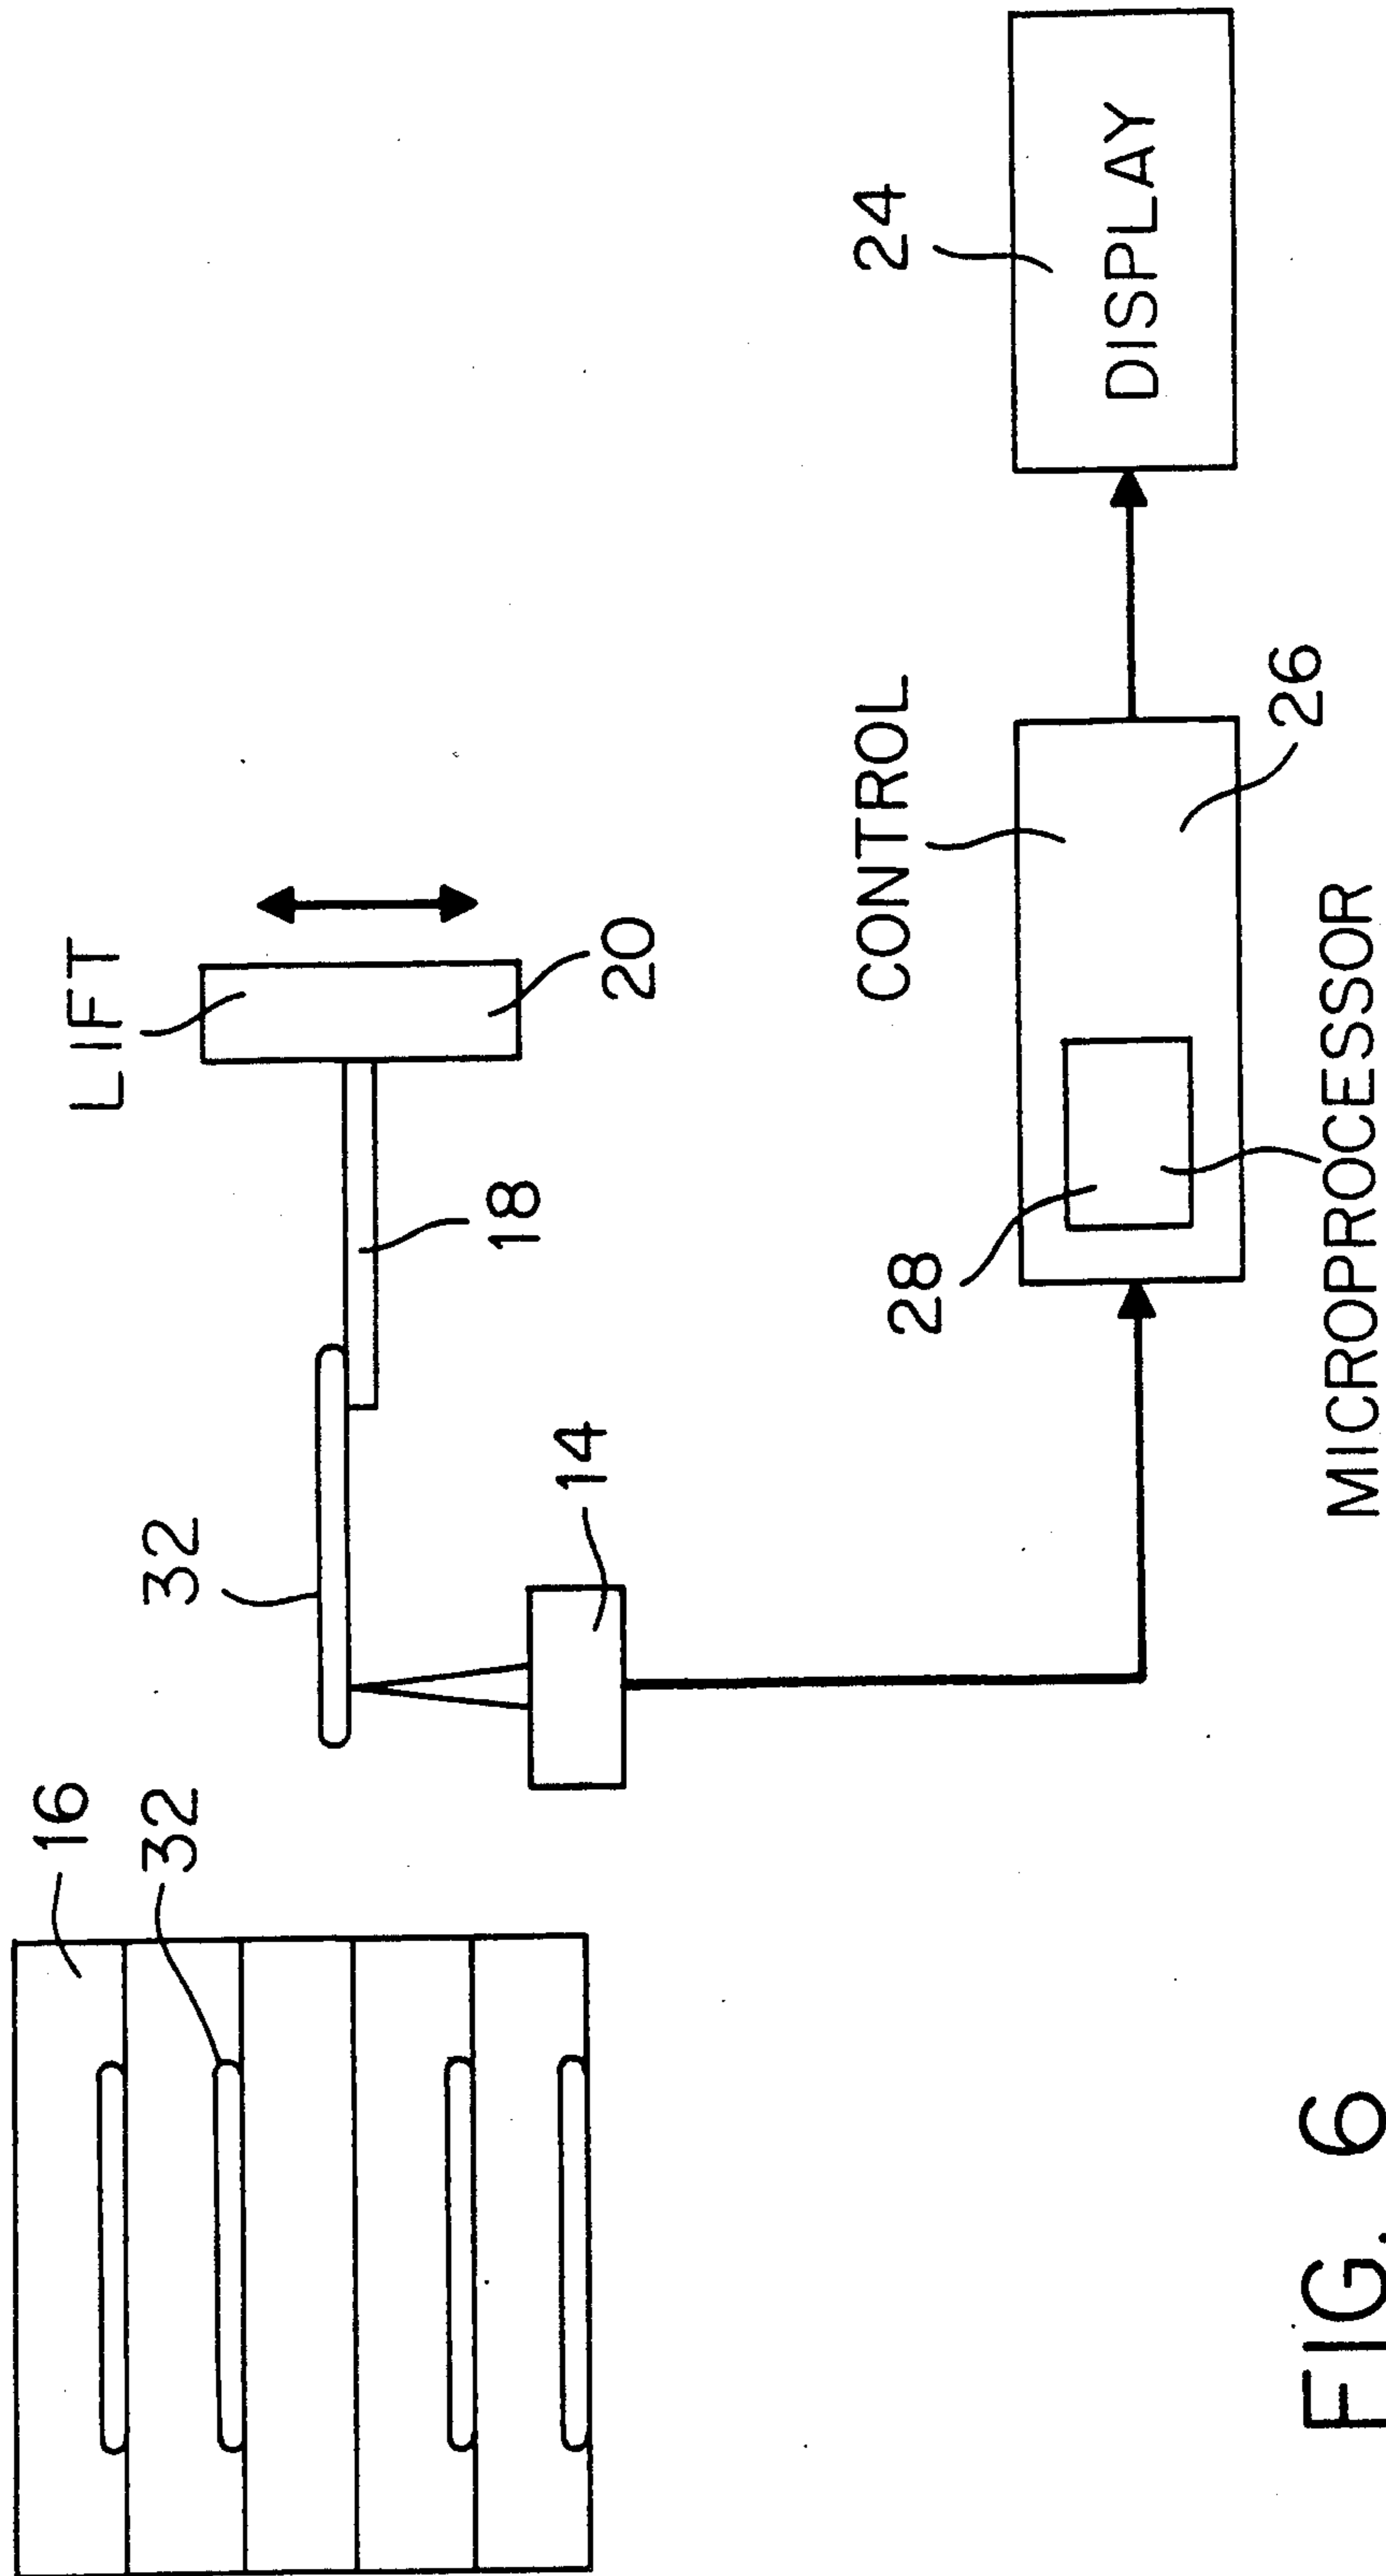 LIFT
16
32
32
18
20
14
24
CONTROL
DISPLAY
28
26
MICROPROCESSOR
FIG. 6